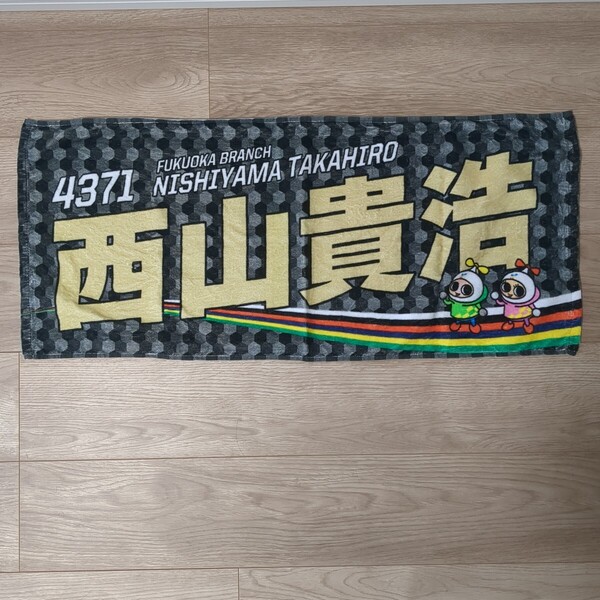 FUKUOKA BRANCH
4371 NISHIYAMA TAKAHIRO
西山貴浩